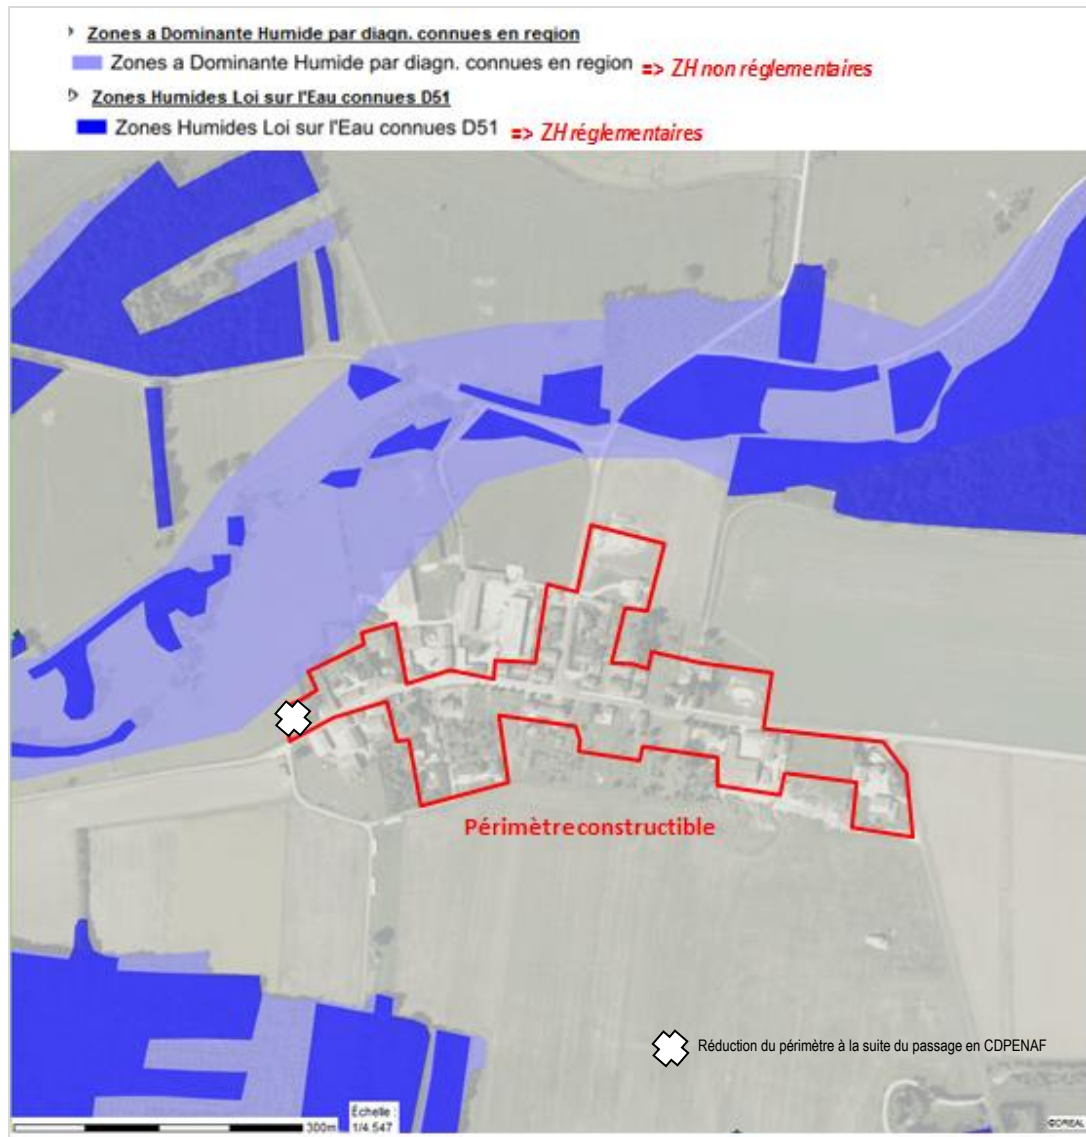 Zones a Dominante Humide par diagn. connues en region
Zones a Dominante Humide par diagn. connues en region => ZH non réglementaires
Zones Humides Loi sur l'Eau connues D51
Zones Humides Loi sur l'Eau connues D51 => ZH réglementaires
Périmètre constructible
Réduction du périmètre à la suite du passage en CDPENAF
Échelle :
300m 1/4 547
©DREAL